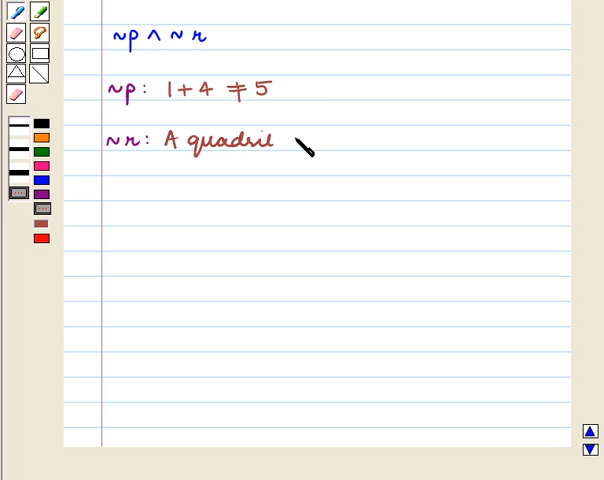 ~p ∧ ~r
~p: 1+4 ≠ 5
~r: A quadril